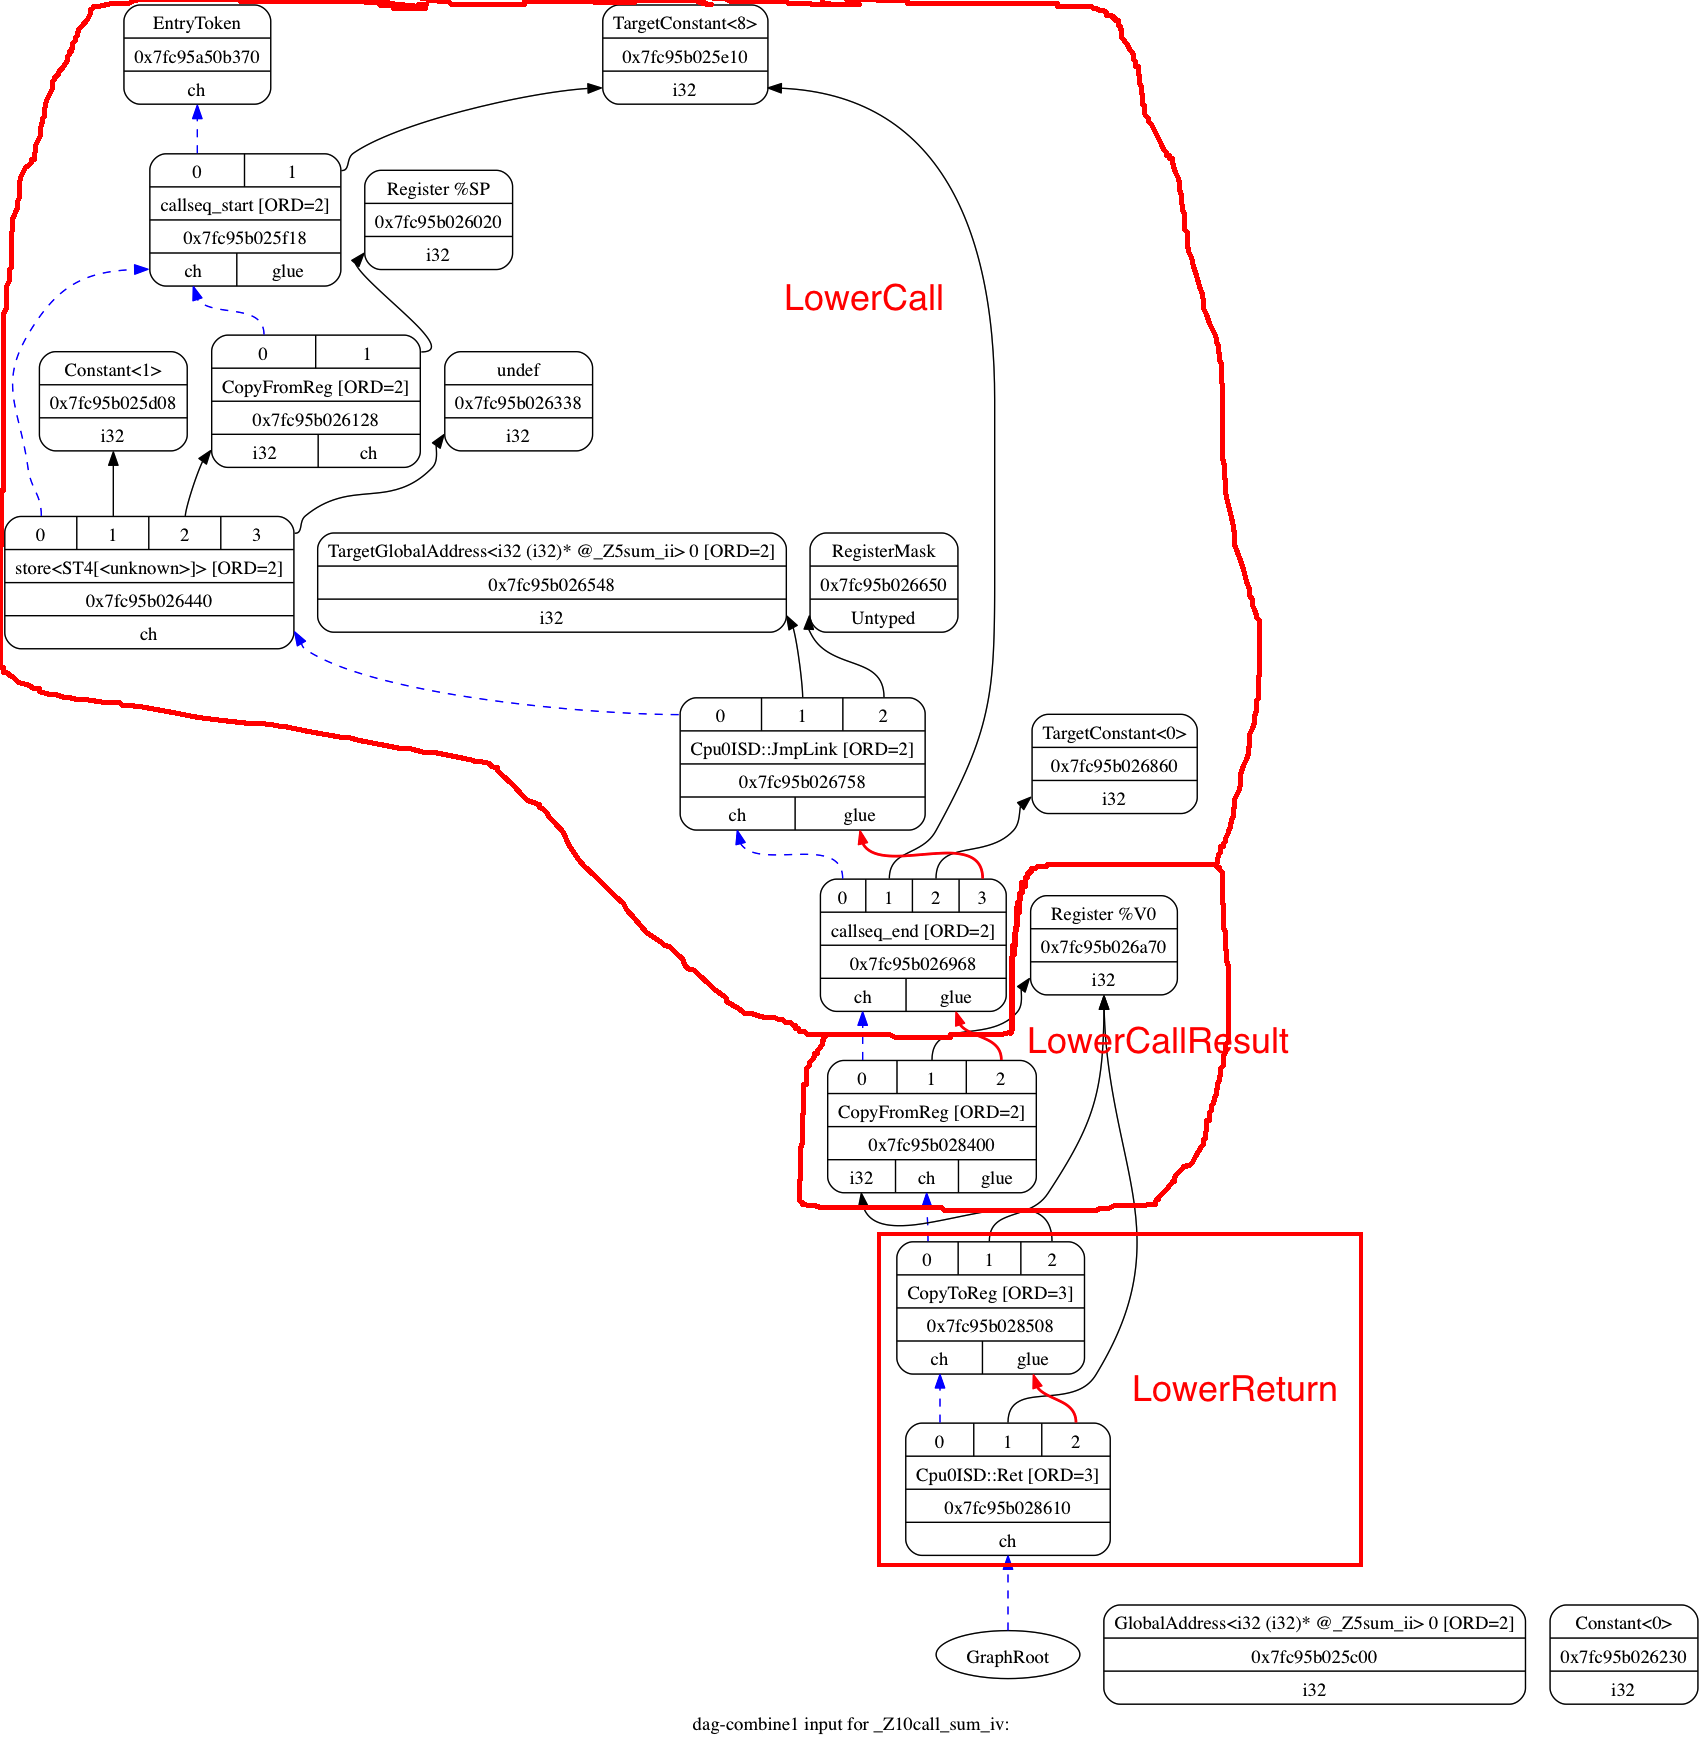 EntryToken
0x7fc95a50b370
ch
TargetConstant<8>
0x7fc95b025e10
i32
0 1
callseq_start [ORD=2]
0x7fc95b025f18
ch glue
Register %SP
0x7fc95b026020
i32
LowerCall
Constant<1>
0x7fc95b025d08
i32
0 1
CopyFromReg [ORD=2]
0x7fc95b026128
i32 ch
undef
0x7fc95b026338
i32
0 1 2 3
store<ST4[<unknown>]> [ORD=2]
0x7fc95b026440
ch
TargetGlobalAddress<i32 (i32)* @_Z5sum_ii> 0 [ORD=2]
0x7fc95b026548
i32
RegisterMask
0x7fc95b026650
Untyped
0 1 2
Cpu0ISD::JmpLink [ORD=2]
0x7fc95b026758
ch glue
TargetConstant<0>
0x7fc95b026860
i32
0 1 2 3
callseq_end [ORD=2]
0x7fc95b026968
ch glue
Register %V0
0x7fc95b026a70
i32
LowerCallResult
0 1 2
CopyFromReg [ORD=2]
0x7fc95b028400
i32 ch glue
0 1 2
CopyToReg [ORD=3]
0x7fc95b028508
ch glue
LowerReturn
0 1 2
Cpu0ISD::Ret [ORD=3]
0x7fc95b028610
ch
GraphRoot
GlobalAddress<i32 (i32)* @_Z5sum_ii> 0 [ORD=2]
0x7fc95b025c00
i32
Constant<0>
0x7fc95b026230
i32
dag-combine1 input for _Z10call_sum_iv: